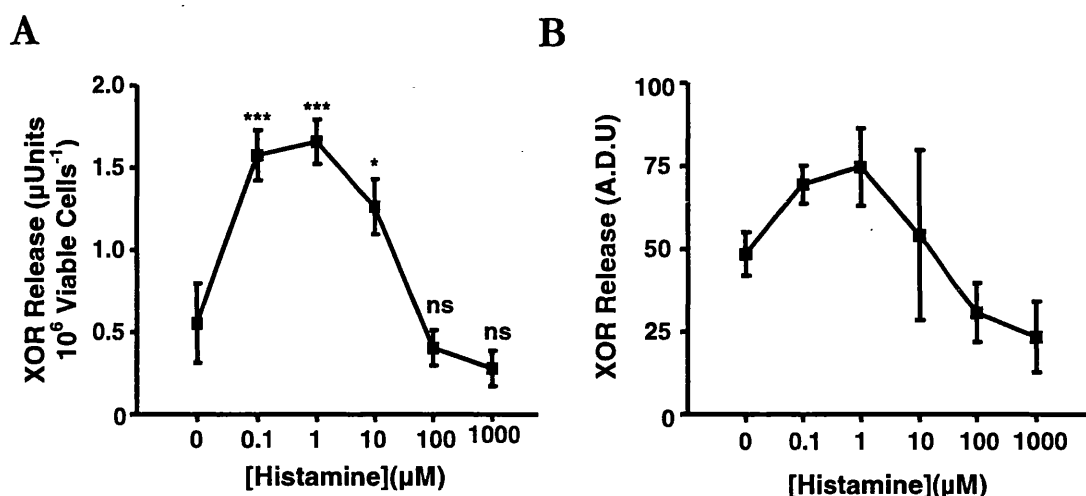 A
XOR Release (µUnits
10⁶ Viable Cells⁻¹)
2.0
1.5
1.0
0.5
0
***
***
*
ns
ns
0 0.1 1 10 100 1000
[Histamine](µM)
B
XOR Release (A.D.U)
100
75
50
25
0
0 0.1 1 10 100 1000
[Histamine](µM)